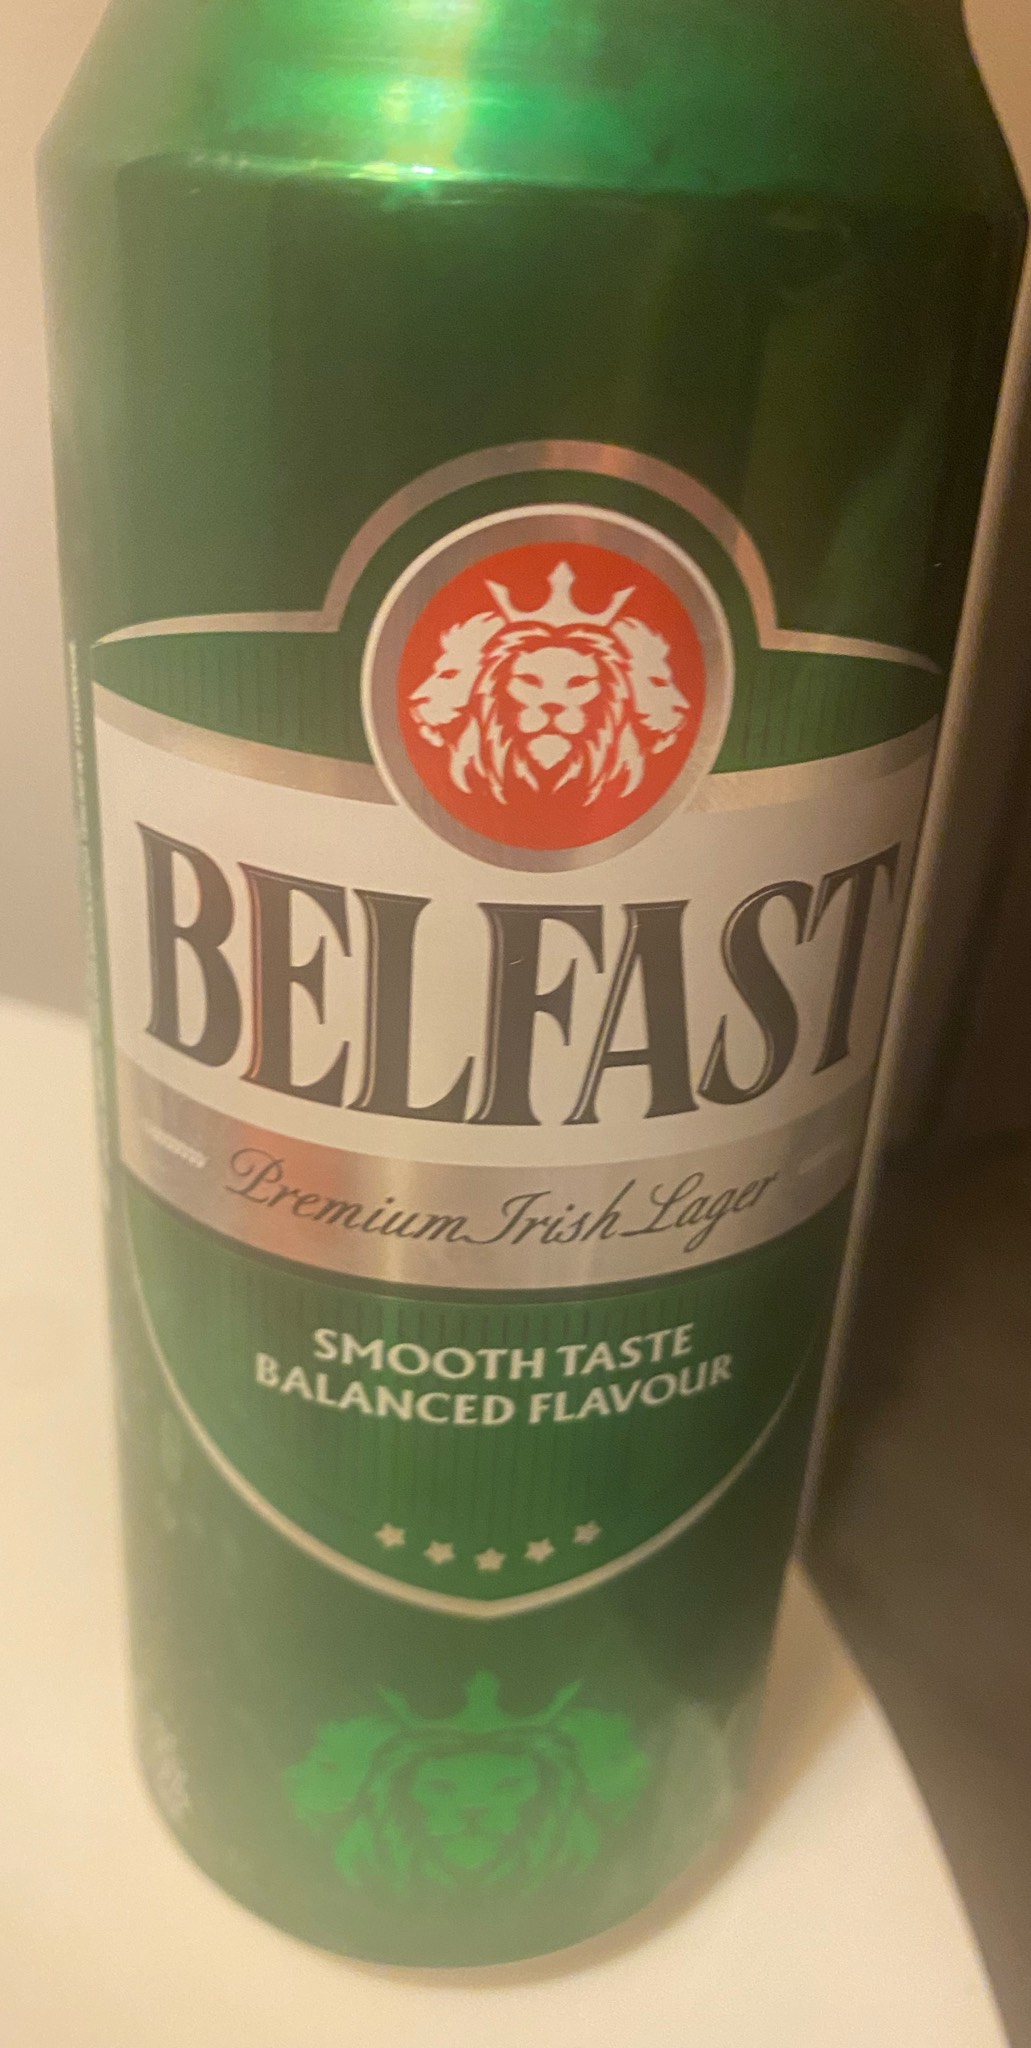 BELFAST
Premium Irish Lager
SMOOTH TASTE
BALANCED FLAVOUR